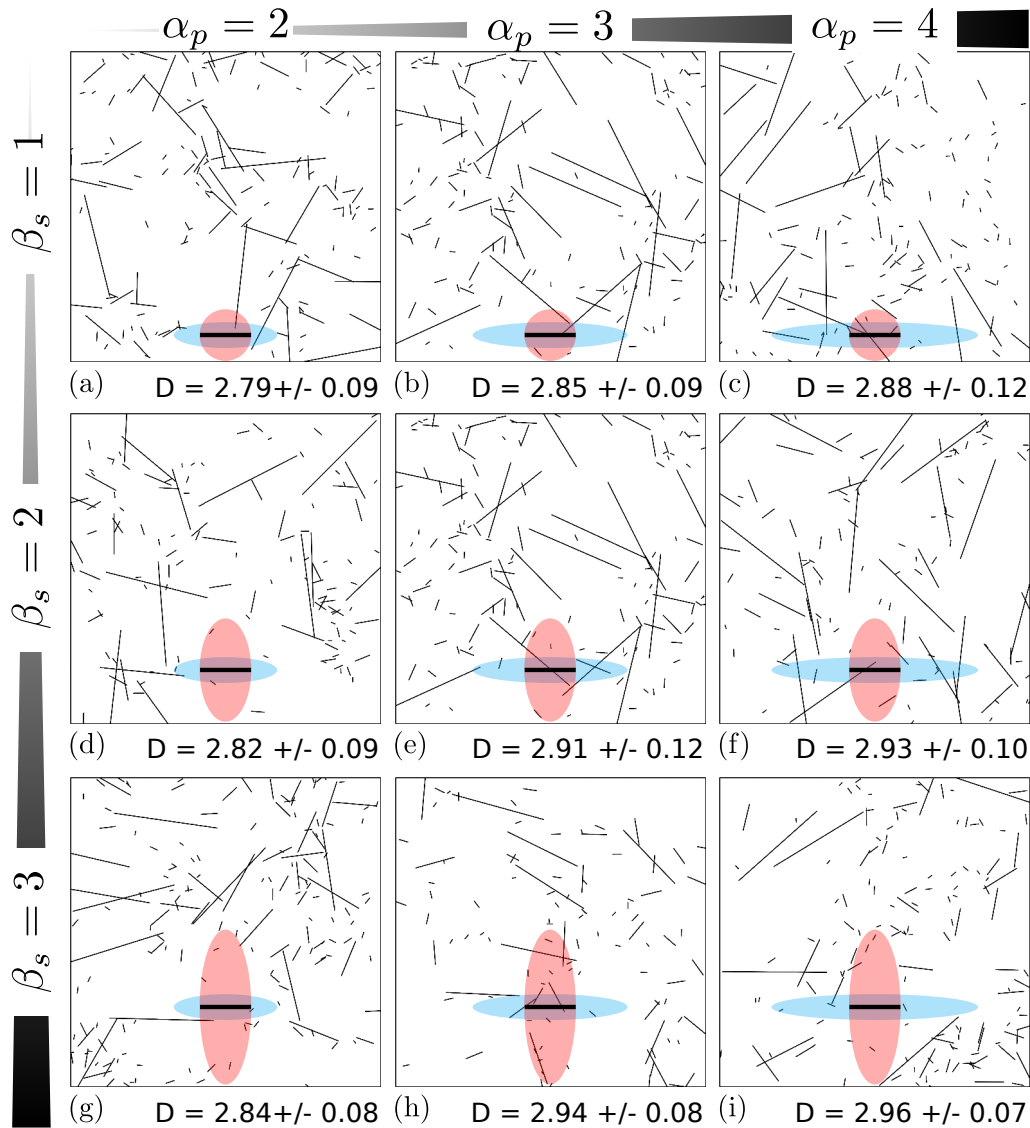 α_p = 2 α_p = 3 α_p = 4
β_s = 1
(a) D = 2.79+/- 0.09 (b) D = 2.85 +/- 0.09 (c) D = 2.88 +/- 0.12
β_s = 2
(d) D = 2.82 +/- 0.09 (e) D = 2.91 +/- 0.12 (f) D = 2.93 +/- 0.10
β_s = 3
(g) D = 2.84+/- 0.08 (h) D = 2.94 +/- 0.08 (i) D = 2.96 +/- 0.07